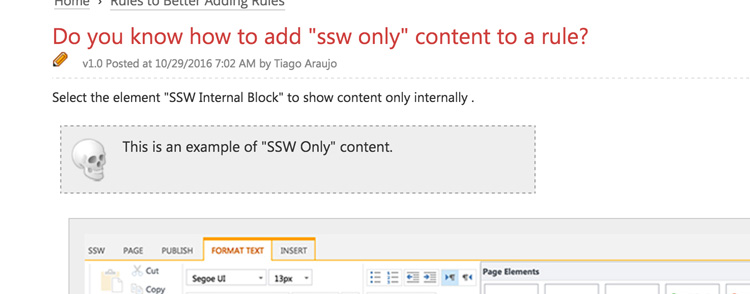 Home › Rules to Better Adding Rules
Do you know how to add "ssw only" content to a rule?
v1.0 Posted at 10/29/2016 7:02 AM by Tiago Araujo
Select the element "SSW Internal Block" to show content only internally .
This is an example of "SSW Only" content.
SSW PAGE PUBLISH FORMAT TEXT INSERT
Cut
Segoe UI 13px Page Elements
Copy